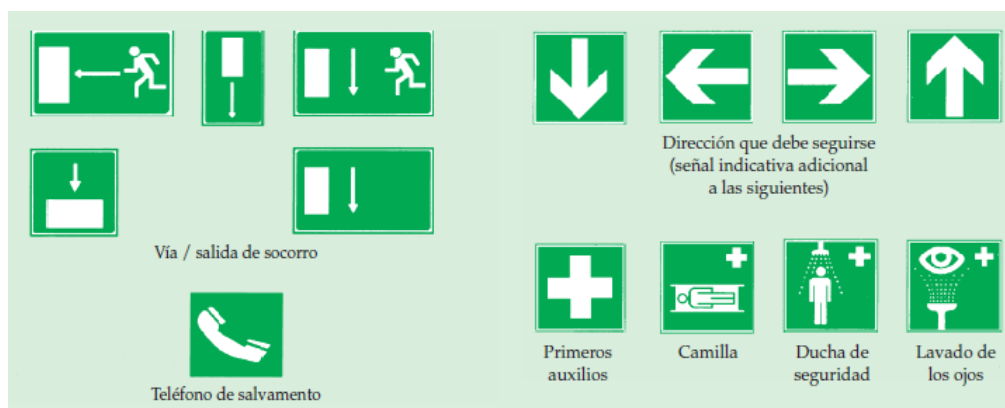 Vía / salida de socorro
Teléfono de salvamento
Dirección que debe seguirse
(señal indicativa adicional
a las siguientes)
Primeros
auxilios
Camilla
Ducha de
seguridad
Lavado de
los ojos